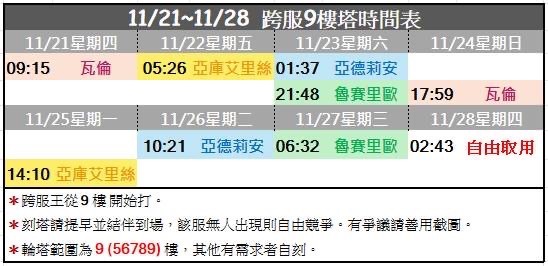 11/21~11/28 跨服9樓塔時間表
11/21星期四 11/22星期五 11/23星期六 11/24星期日
09:15 瓦倫 05:26 亞庫艾里絲 01:37 亞德莉安
21:48 魯賽里歐 17:59 瓦倫
11/25星期一 11/26星期二 11/27星期三 11/28星期四
10:21 亞德莉安 06:32 魯賽里歐 02:43 自由取用
14:10 亞庫艾里絲
＊跨服王從 9 樓 開始打。
＊刻塔請提早並結伴到場，該服無人出現則自由競爭。有爭議請善用截圖。
＊輪塔範圍為 9 (56789) 樓，其他有需求者自刻。